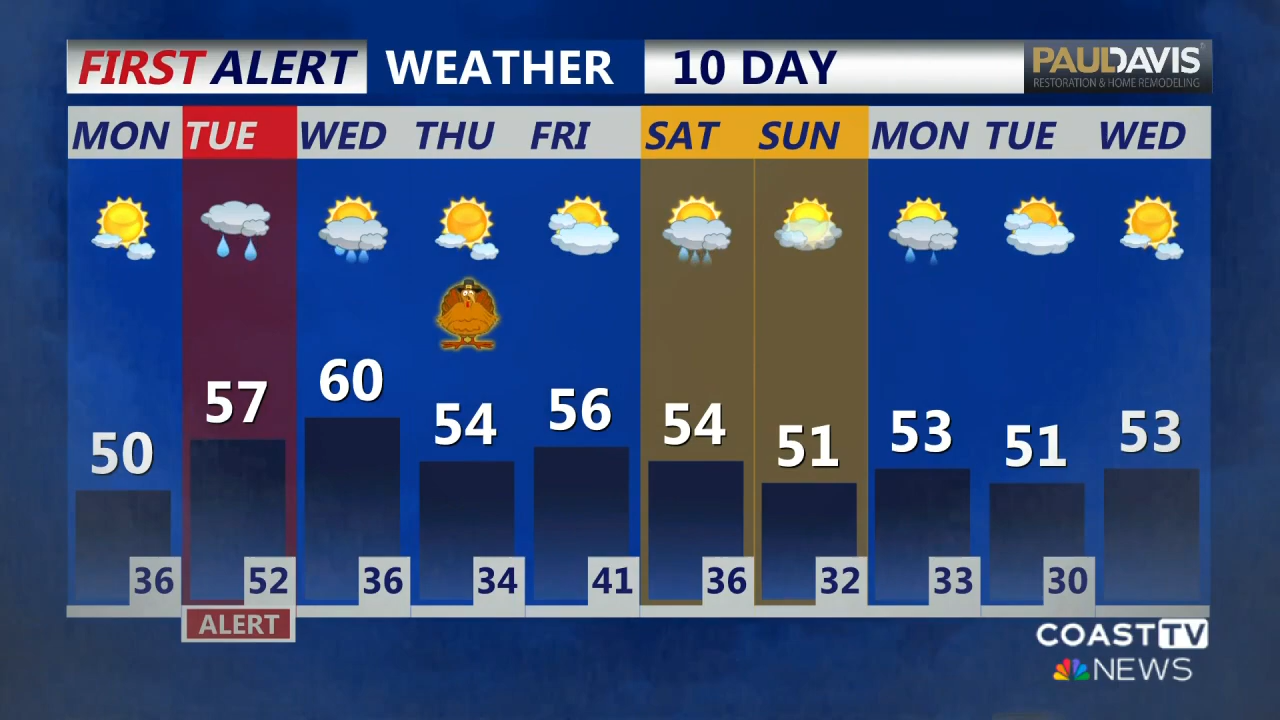 FIRST ALERT WEATHER 10 DAY PAUL DAVIS
RESTORATION & HOME REMODELING
MON TUE WED THU FRI SAT SUN MON TUE WED
50 57 60 54 56 54 51 53 51 53
36 52 36 34 41 36 32 33 30
ALERT
COAST TV
NEWS